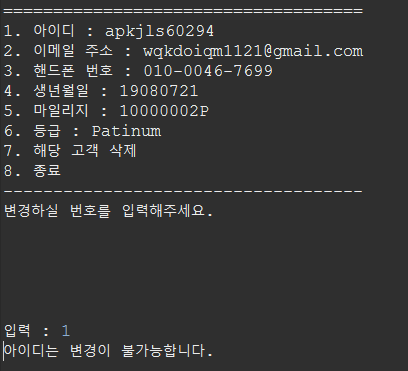 ====================================
1. 아이디 : apkjls60294
2. 이메일 주소 : wqkdoiqm1121@gmail.com
3. 핸드폰 번호 : 010-0046-7699
4. 생년월일 : 19080721
5. 마일리지 : 10000002P
6. 등급 : Patinum
7. 해당 고객 삭제
8. 종료
------------------------------------
변경하실 번호를 입력해주세요.
입력 : 1
아이디는 변경이 불가능합니다.